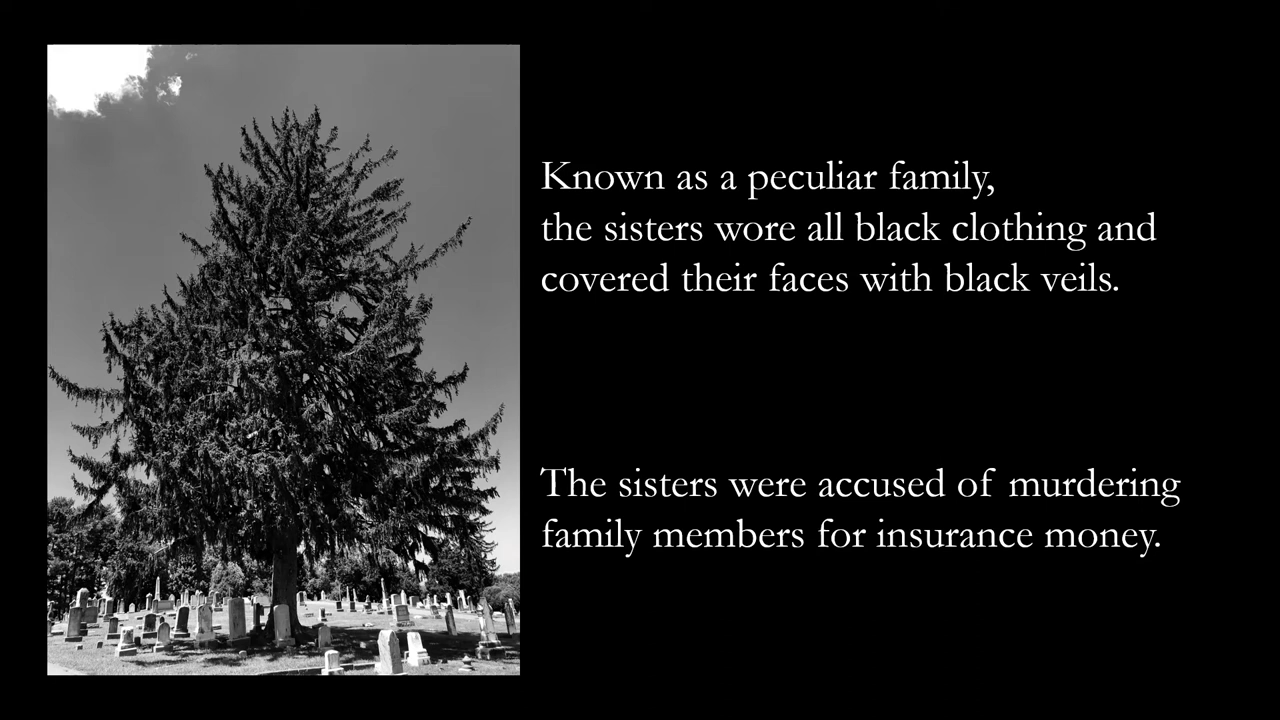 Known as a peculiar family,
the sisters wore all black clothing and
covered their faces with black veils.
The sisters were accused of murdering
family members for insurance money.